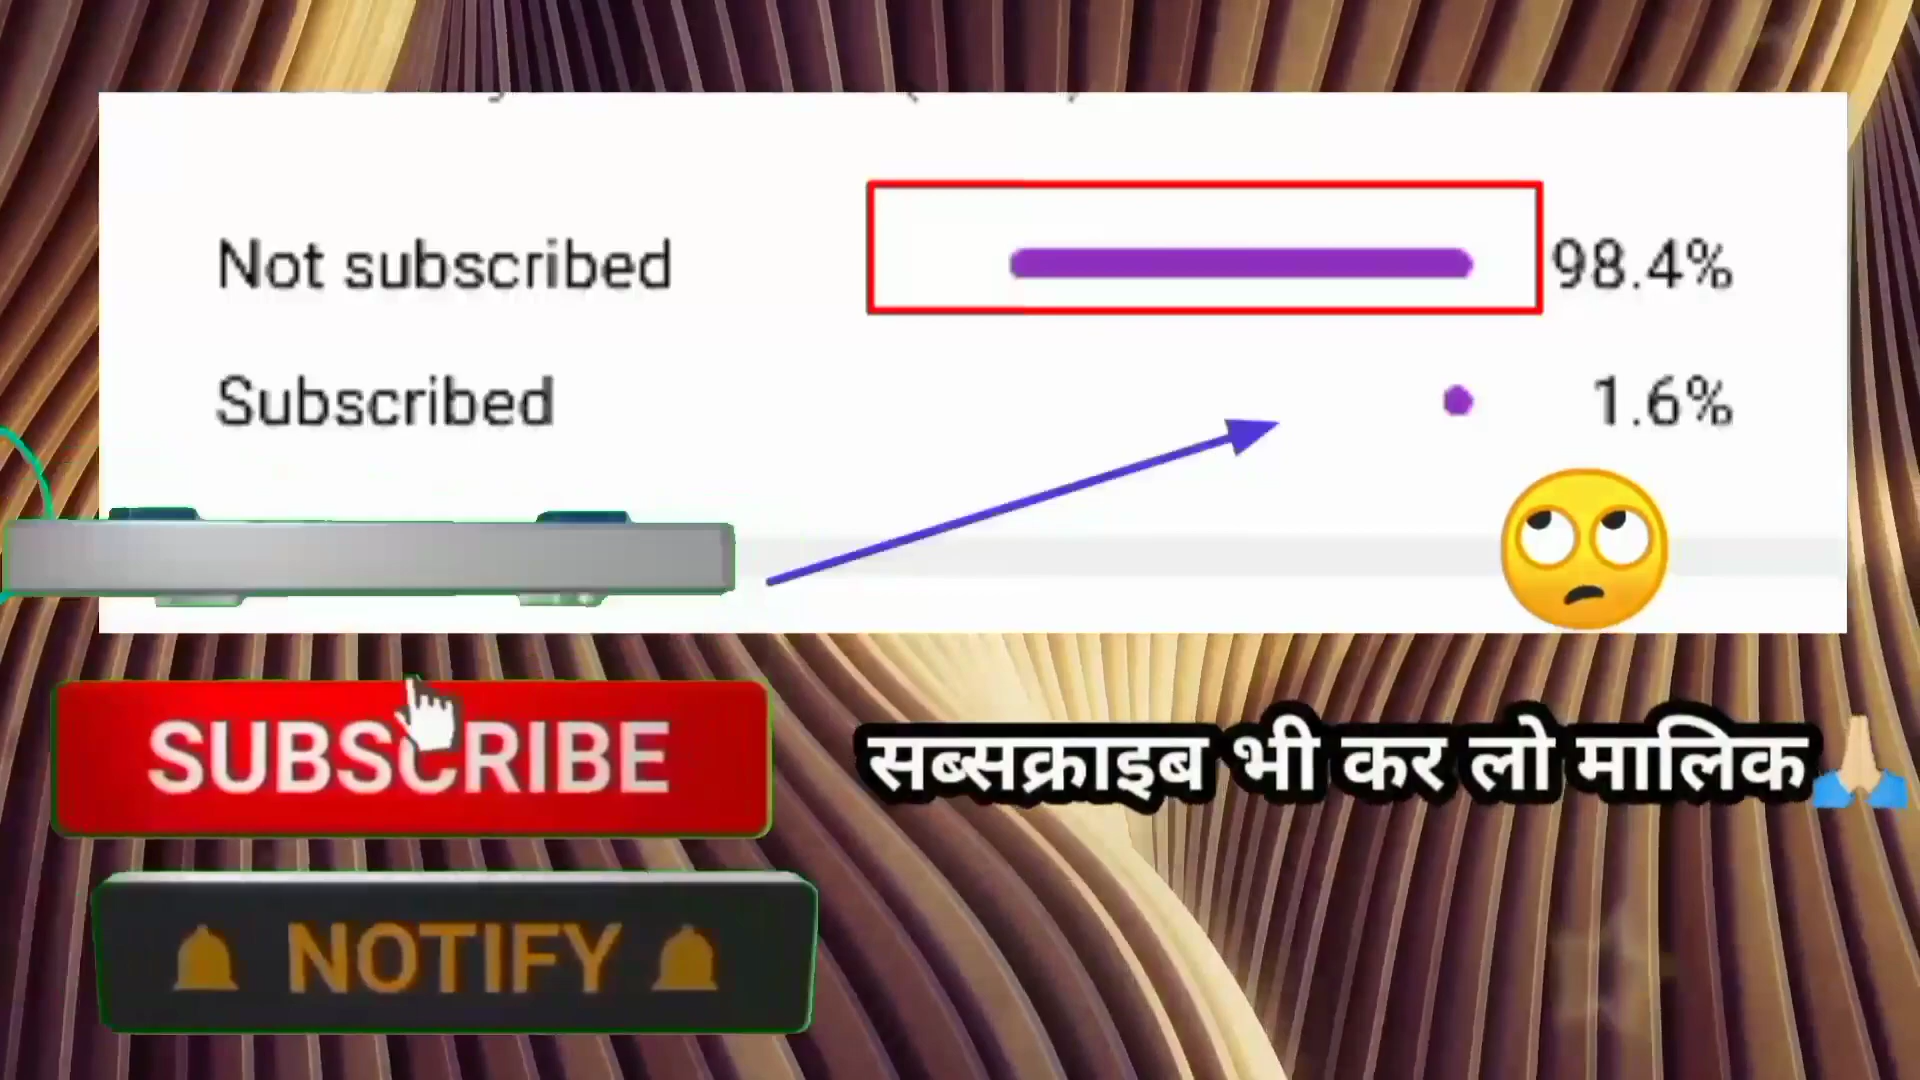 Not subscribed 98.4%
Subscribed 1.6%
SUBSCRIBE
सब्सक्राइब भी कर लो मालिक🙏🏻
NOTIFY